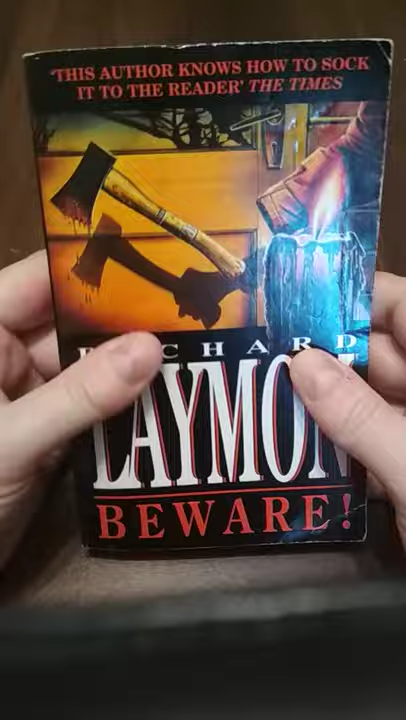 'THIS AUTHOR KNOWS HOW TO SOCK
IT TO THE READER' THE TIMES
RICHARD
LAYMON
BEWARE!